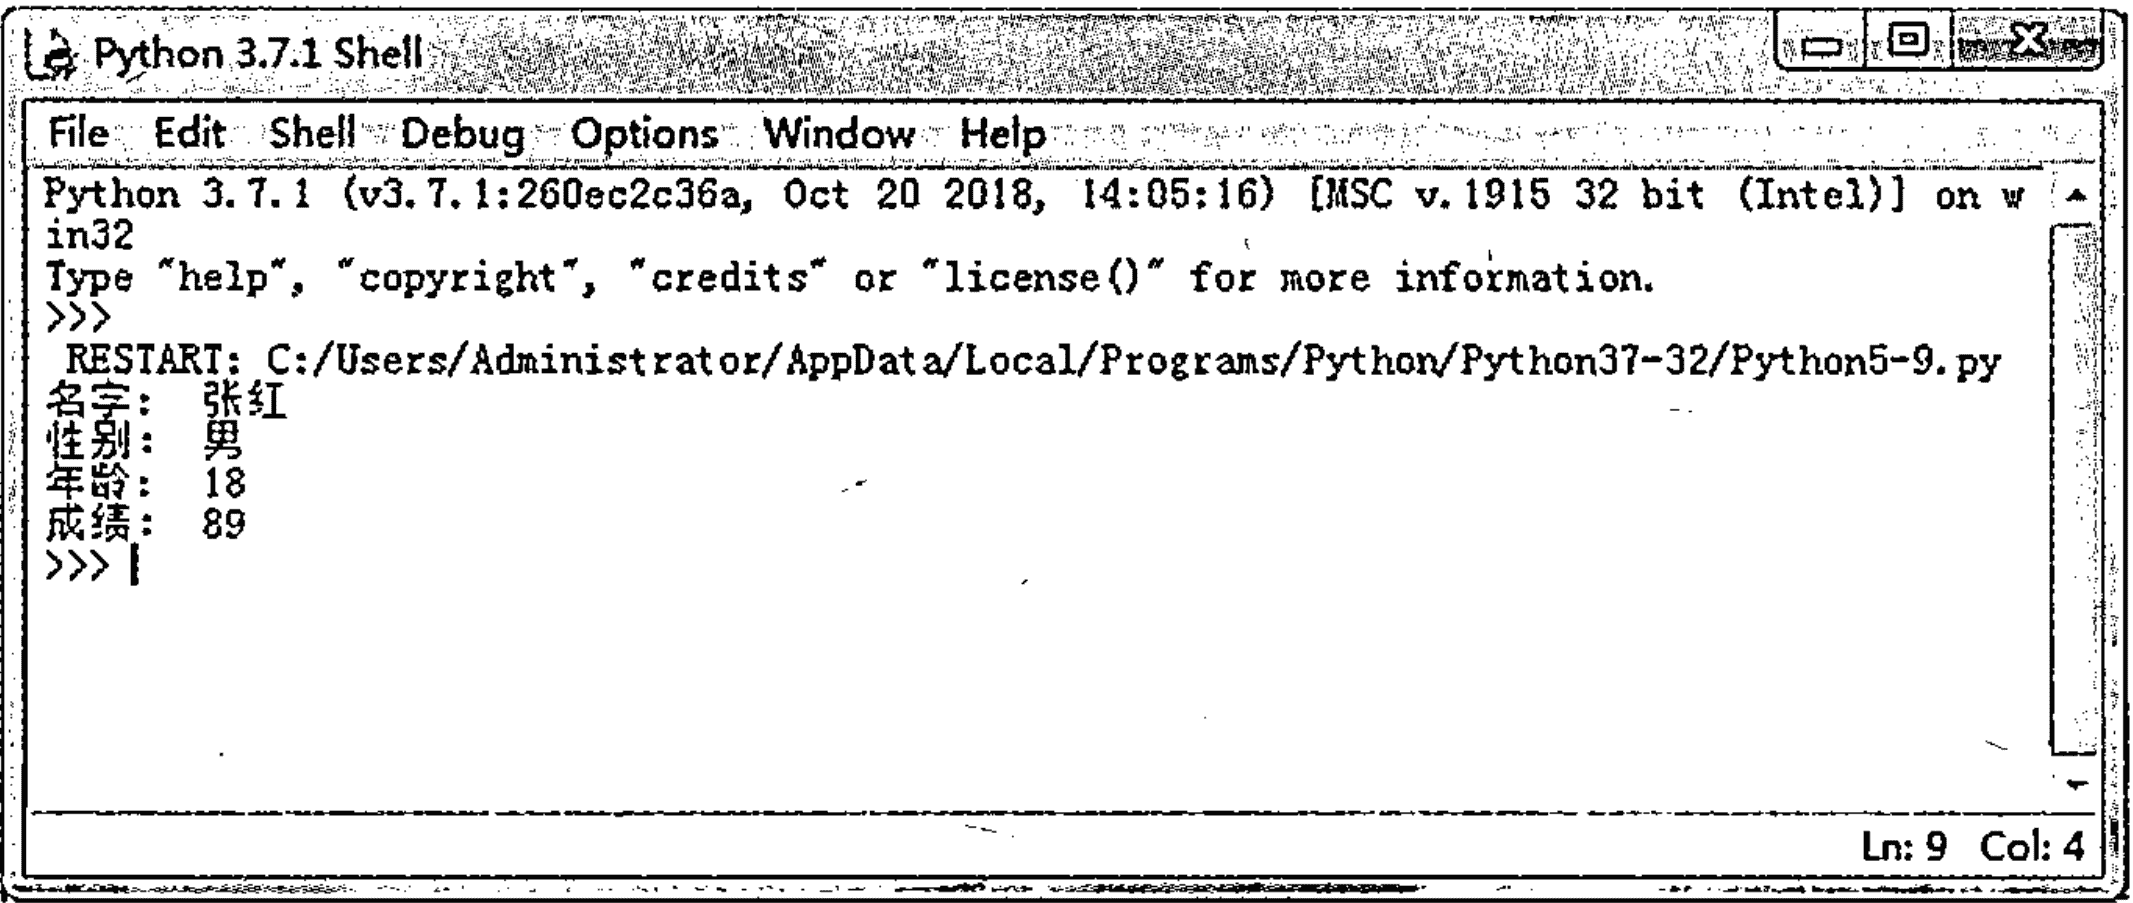 Python 3.7.1 Shell
File Edit Shell Debug Options Window Help
Python 3.7.1 (v3.7.1:260ec2c36a, Oct 20 2018, 14:05:16) [MSC v.1915 32 bit (Intel)] on w
in32
Type "help", "copyright", "credits" or "license()" for more information.
>>>
RESTART: C:/Users/Administrator/AppData/Local/Programs/Python/Python37-32/Python5-9.py
名字： 张红
性别： 男
年龄： 18
成绩： 89
>>>
Ln: 9 Col: 4